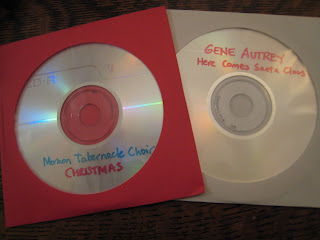 Mormon Tabernacle Choir
CHRISTMAS
GENE AUTREY
Here Comes Santa Claus